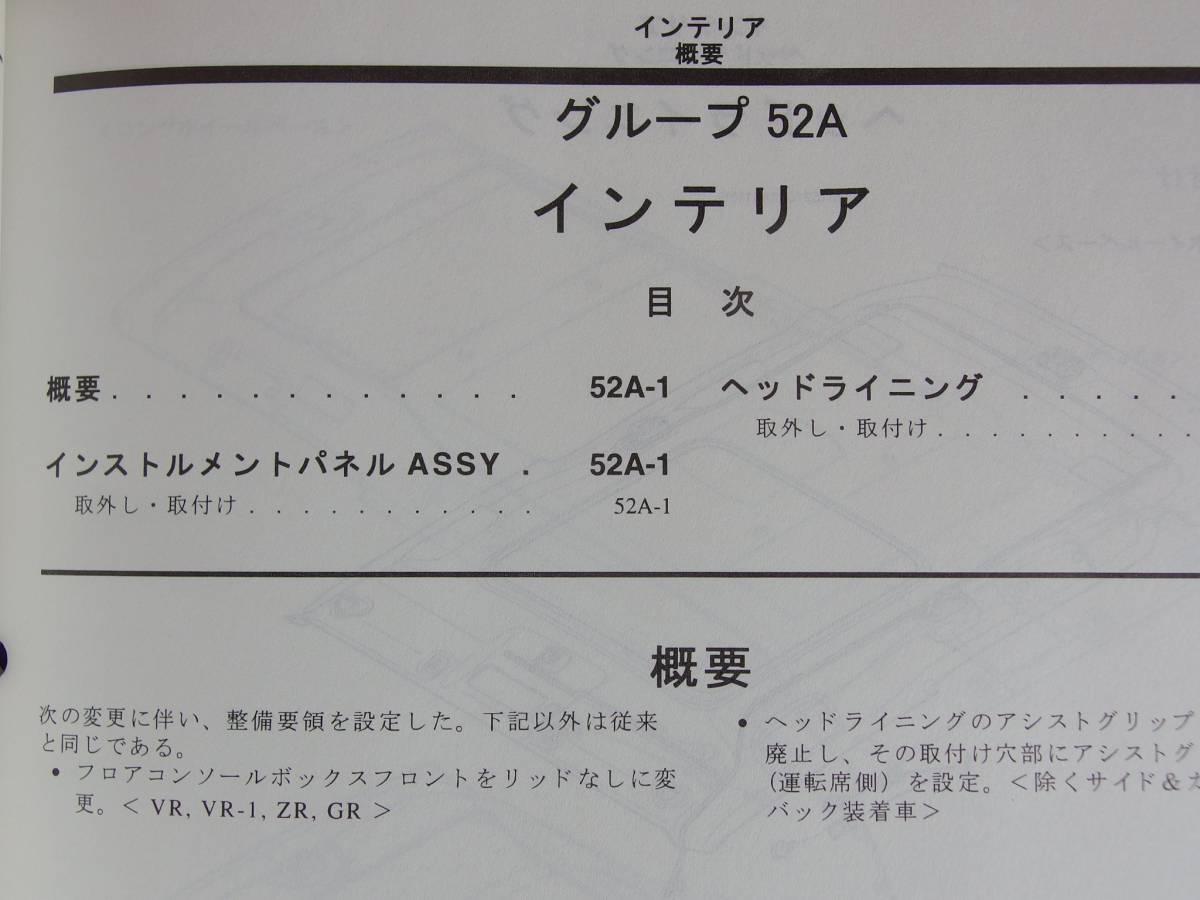 インテリア
概要
グループ 52A
インテリア
目 次
概要 . . . . . . . . . . . . . 52A-1
インストルメントパネル ASSY . 52A-1
取外し・取付け . . . . . . . . . . . 52A-1
ヘッドライニング . . . . .
取外し・取付け . . . . . . . . . .
概要
次の変更に伴い、整備要領を設定した。下記以外は従来
と同じである。
• フロアコンソールボックスフロントをリッドなしに変
更。< VR, VR-1, ZR, GR >
• ヘッドライニングのアシストグリップ
廃止し、その取付け穴部にアシストグ
(運転席側) を設定。<除くサイド&カ
バック装着車>